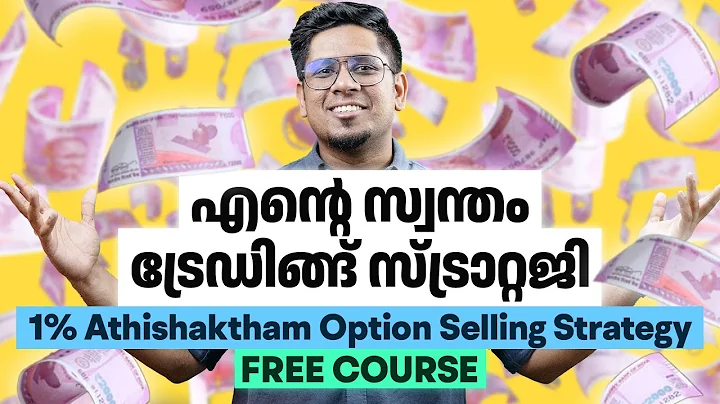 എന്റെ സ്വന്തം
ട്രേഡിങ്ങ് സ്ട്രാറ്റജി
1% Athishaktham Option Selling Strategy
FREE COURSE